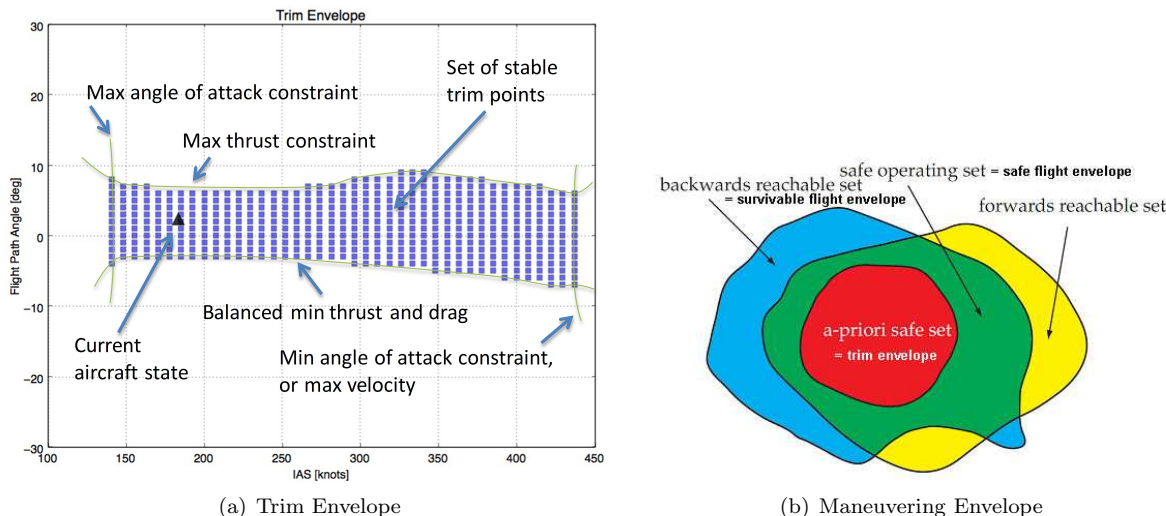 Trim Envelope
30
20
10
0
−10
−20
−30
Flight Path Angle [deg]
100 150 200 250 300 350 400 450
IAS [knots]
Max angle of attack constraint
Max thrust constraint
Set of stable
trim points
Balanced min thrust and drag
Current
aircraft state
Min angle of attack constraint,
or max velocity
(a) Trim Envelope
safe operating set = safe flight envelope
backwards reachable set
= survivable flight envelope
forwards reachable set
a-priori safe set
= trim envelope
(b) Maneuvering Envelope